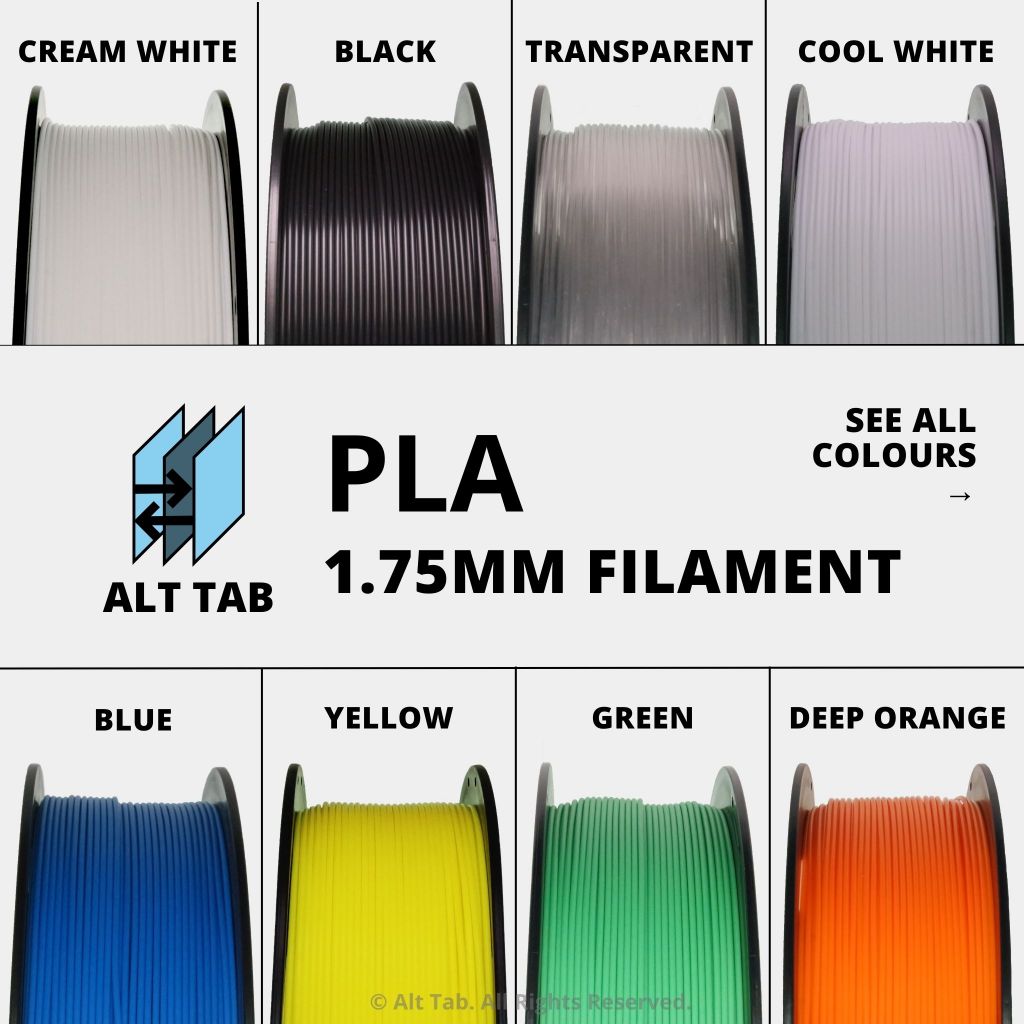 CREAM WHITE
BLACK
TRANSPARENT
COOL WHITE
ALT TAB
PLA
1.75MM FILAMENT
SEE ALL
COLOURS
→
BLUE
YELLOW
GREEN
DEEP ORANGE
© Alt Tab. All Rights Reserved.